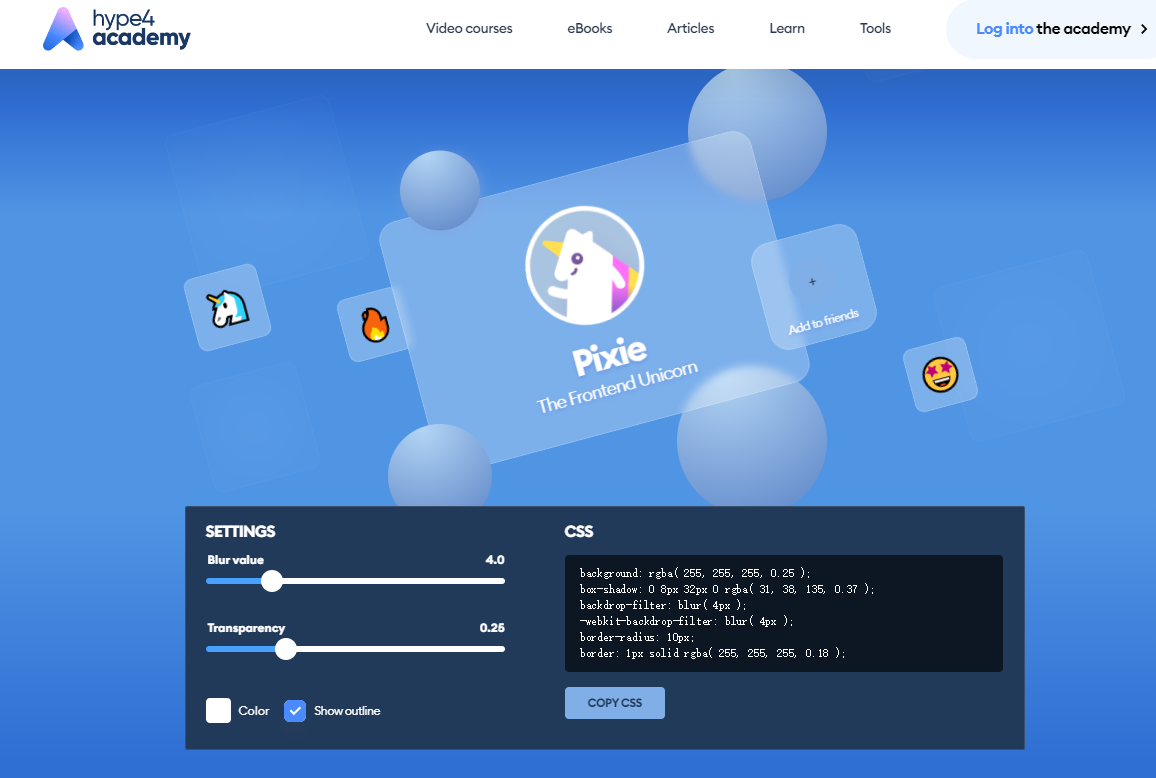 hype4
academy
Video courses
eBooks
Articles
Learn
Tools
Log into the academy
+
Add to friends
Pixie
The Frontend Unicorn
SETTINGS
Blur value 4.0
Transparency 0.25
Color
Show outline
CSS
background: rgba( 255, 255, 255, 0.25 );
box-shadow: 0 8px 32px 0 rgba( 31, 38, 135, 0.37 );
backdrop-filter: blur( 4px );
-webkit-backdrop-filter: blur( 4px );
border-radius: 10px;
border: 1px solid rgba( 255, 255, 255, 0.18 );
COPY CSS